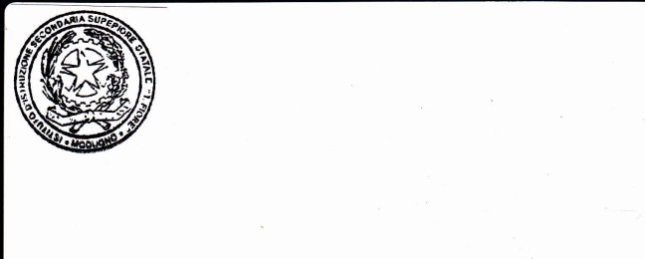 ISTITUTO D'ISTRUZIONE SECONDARIA SUPERIORE STATALE - "T. FIORE" • MODUGNO •